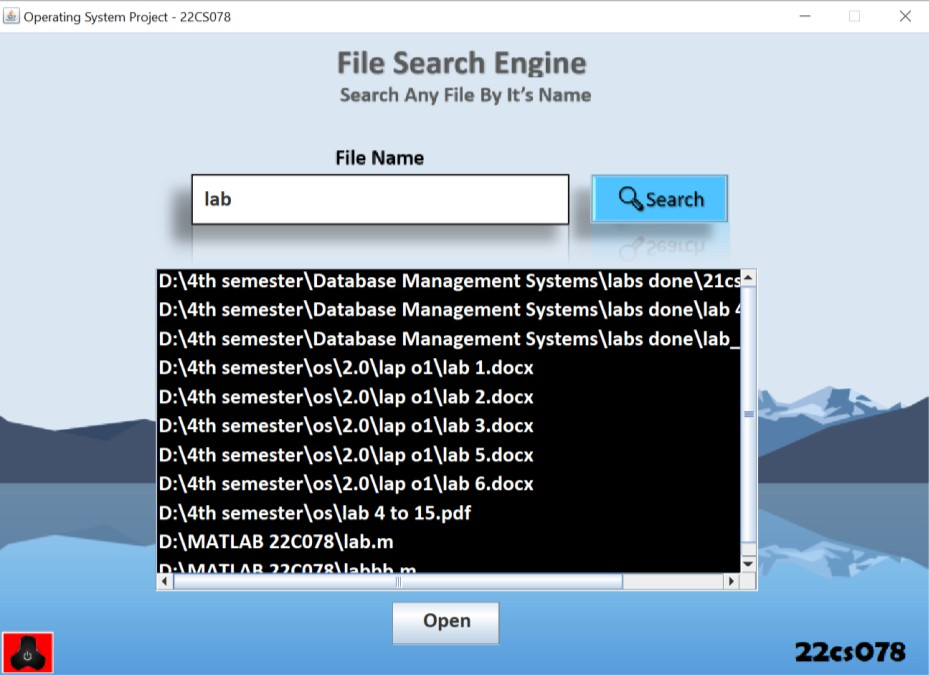 Operating System Project - 22CS078
File Search Engine
Search Any File By It’s Name
File Name
lab
Search
D:\4th semester\Database Management Systems\labs done\21cs
D:\4th semester\Database Management Systems\labs done\lab 4
D:\4th semester\Database Management Systems\labs done\lab_
D:\4th semester\os\2.0\lap o1\lab 1.docx
D:\4th semester\os\2.0\lap o1\lab 2.docx
D:\4th semester\os\2.0\lap o1\lab 3.docx
D:\4th semester\os\2.0\lap o1\lab 5.docx
D:\4th semester\os\2.0\lap o1\lab 6.docx
D:\4th semester\os\lab 4 to 15.pdf
D:\MATLAB 22C078\lab.m
D:\MATLAB 22C078\labbb.m
Open
22cs078